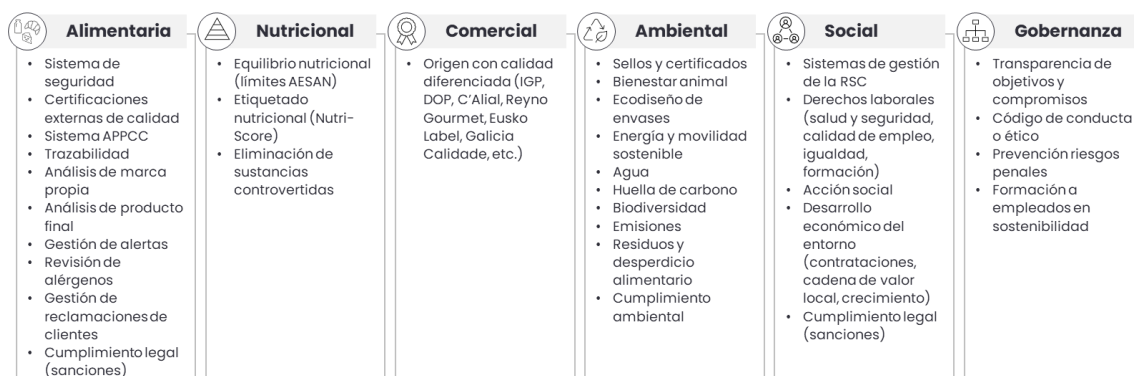 Alimentaria
• Sistema de
seguridad
• Certificaciones
externas de calidad
• Sistema APPCC
• Trazabilidad
• Análisis de marca
propia
• Análisis de producto
final
• Gestión de alertas
• Revisión de
alérgenos
• Gestión de
reclamaciones de
clientes
• Cumplimiento legal
(sanciones)
Nutricional
• Equilibrio nutricional
(límites AESAN)
• Etiquetado
nutricional (Nutri-
Score)
• Eliminación de
sustancias
controvertidas
Comercial
• Origen con calidad
diferenciada (IGP,
DOP, C'Alial, Reyno
Gourmet, Eusko
Label, Galicia
Calidade, etc.)
Ambiental
• Sellos y certificados
• Bienestar animal
• Ecodiseño de
envases
• Energía y movilidad
sostenible
• Agua
• Huella de carbono
• Biodiversidad
• Emisiones
• Residuos y
desperdicio
alimentario
• Cumplimiento
ambiental
Social
• Sistemas de gestión
de la RSC
• Derechos laborales
(salud y seguridad,
calidad de empleo,
igualdad,
formación)
• Acción social
• Desarrollo
económico del
entorno
(contrataciones,
cadena de valor
local, crecimiento)
• Cumplimiento legal
(sanciones)
Gobernanza
• Transparencia de
objetivos y
compromisos
• Código de conducta
o ético
• Prevención riesgos
penales
• Formación a
empleados en
sostenibilidad